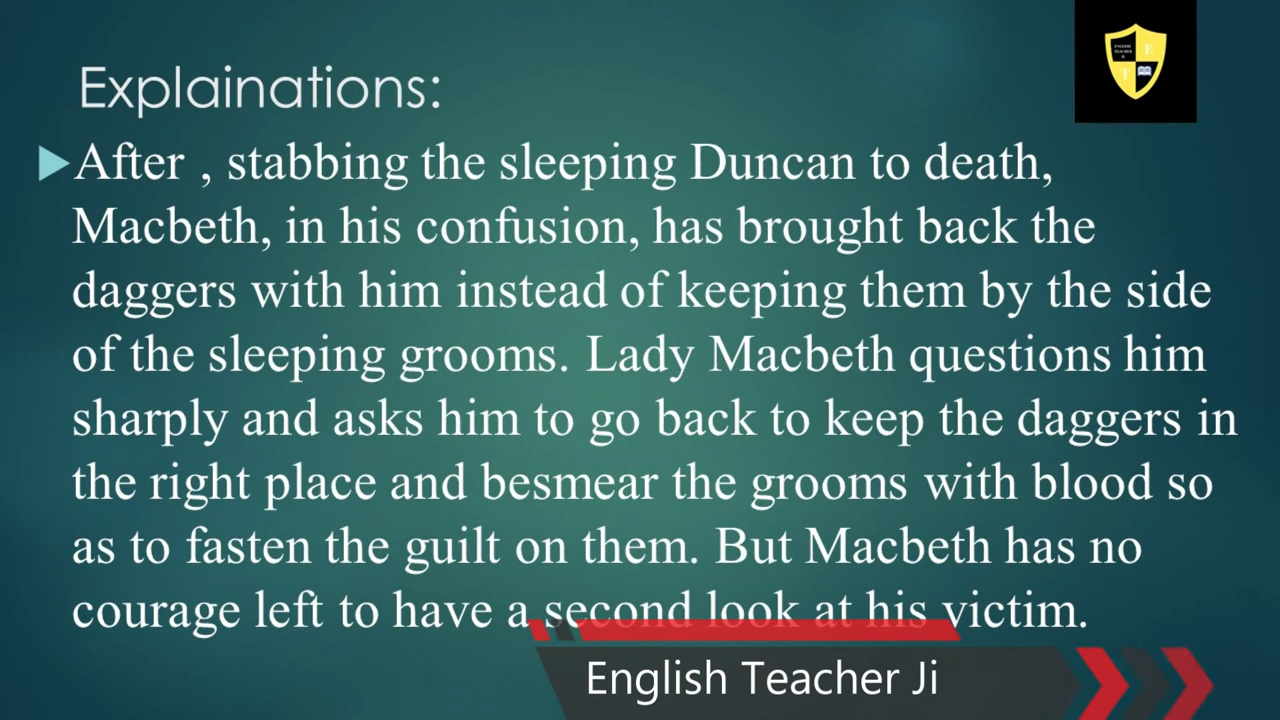 Explainations:
After , stabbing the sleeping Duncan to death,
Macbeth, in his confusion, has brought back the
daggers with him instead of keeping them by the side
of the sleeping grooms. Lady Macbeth questions him
sharply and asks him to go back to keep the daggers in
the right place and besmear the grooms with blood so
as to fasten the guilt on them. But Macbeth has no
courage left to have a second look at his victim.
English Teacher Ji
ENGLISH
TEACHER
JI
E
T